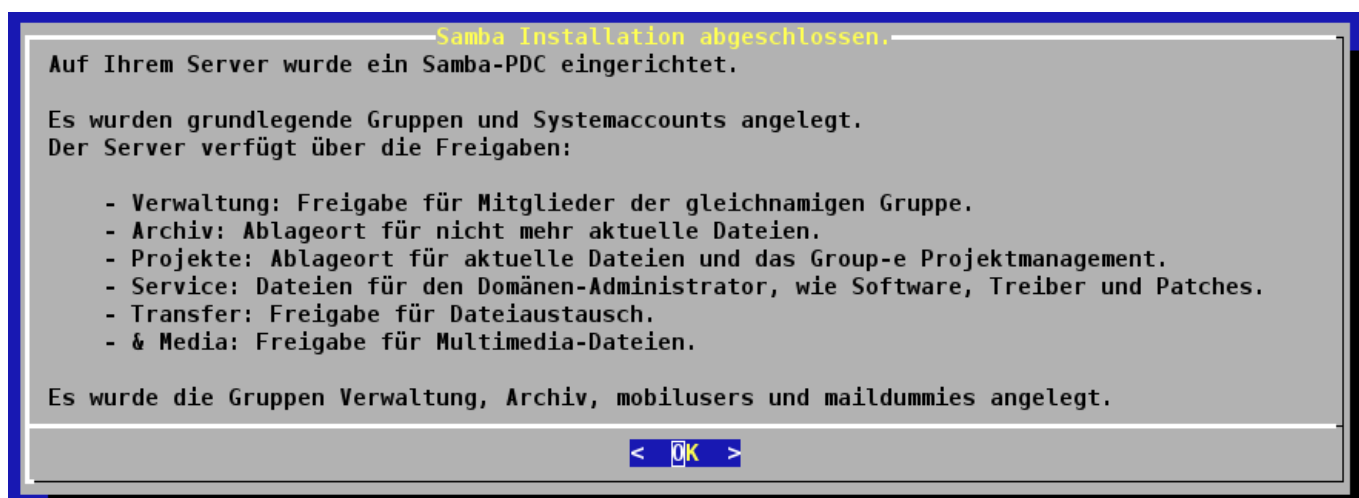 Samba Installation abgeschlossen.
Auf Ihrem Server wurde ein Samba-PDC eingerichtet.
Es wurden grundlegende Gruppen und Systemaccounts angelegt.
Der Server verfügt über die Freigaben:
- Verwaltung: Freigabe für Mitglieder der gleichnamigen Gruppe.
- Archiv: Ablageort für nicht mehr aktuelle Dateien.
- Projekte: Ablageort für aktuelle Dateien und das Group-e Projektmanagement.
- Service: Dateien für den Domänen-Administrator, wie Software, Treiber und Patches.
- Transfer: Freigabe für Dateiaustausch.
- & Media: Freigabe für Multimedia-Dateien.
Es wurde die Gruppen Verwaltung, Archiv, mobilusers und maildummies angelegt.
< OK >